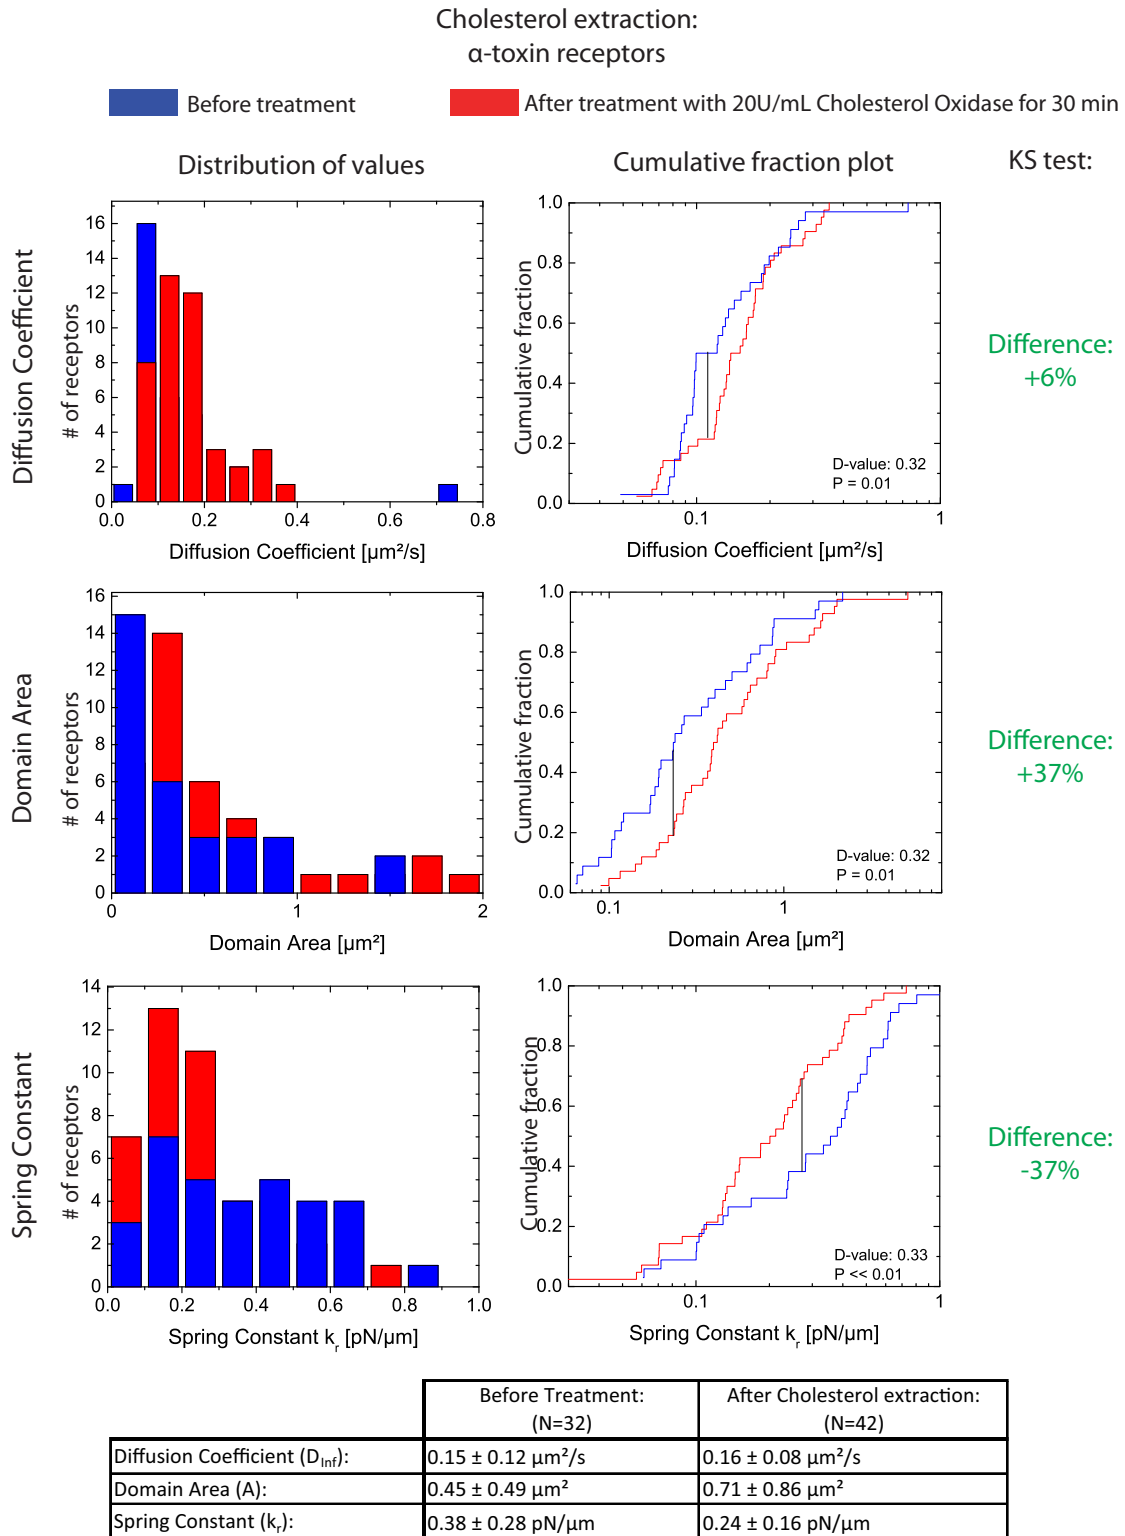 Cholesterol extraction:
α-toxin receptors
Before treatment
After treatment with 20U/mL Cholesterol Oxidase for 30 min
Distribution of values
Cumulative fraction plot
KS test:
Diffusion Coefficient
# of receptors
16
14
12
10
8
6
4
2
0
0.0 0.2 0.4 0.6 0.8
Diffusion Coefficient [µm²/s]
Cumulative fraction
1.0
0.8
0.6
0.4
0.2
0.0
0.1 1
Diffusion Coefficient [µm²/s]
D-value: 0.32
P = 0.01
Difference:
+6%
Domain Area
# of receptors
16
14
12
10
8
6
4
2
0
0 1 2
Domain Area [µm²]
Cumulative fraction
1.0
0.8
0.6
0.4
0.2
0.0
0.1 1
Domain Area [µm²]
D-value: 0.32
P = 0.01
Difference:
+37%
Spring Constant
# of receptors
14
12
10
8
6
4
2
0
0.0 0.2 0.4 0.6 0.8 1.0
Spring Constant kr [pN/µm]
Cumulative fraction
1.0
0.8
0.6
0.4
0.2
0.0
0.1 1
Spring Constant kr [pN/µm]
D-value: 0.33
P << 0.01
Difference:
-37%
Before Treatment:
(N=32)
After Cholesterol extraction:
(N=42)
Diffusion Coefficient (DInf): 0.15 ± 0.12 µm²/s 0.16 ± 0.08 µm²/s
Domain Area (A): 0.45 ± 0.49 µm² 0.71 ± 0.86 µm²
Spring Constant (kr): 0.38 ± 0.28 pN/µm 0.24 ± 0.16 pN/µm